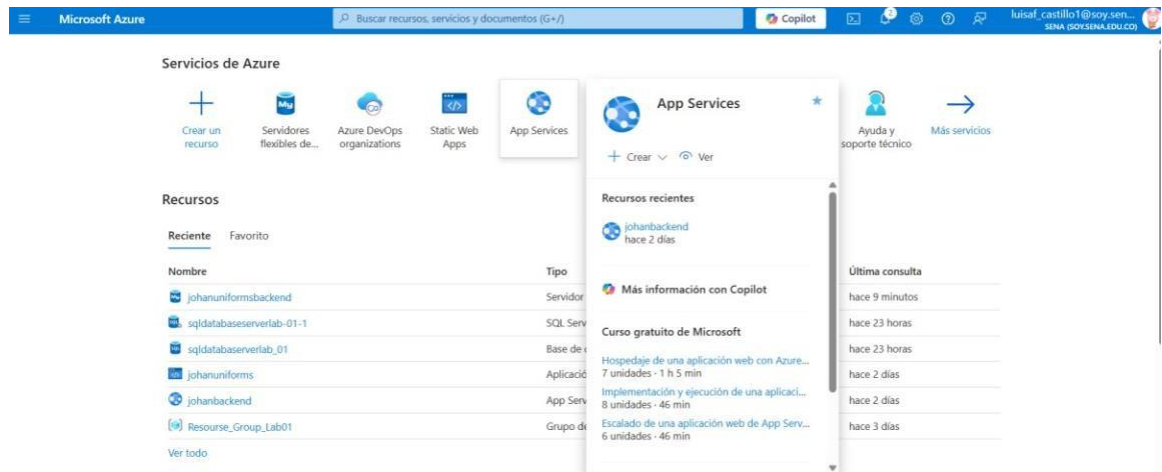 Microsoft Azure
Buscar recursos, servicios y documentos (G+/)
Copilot
2
luisaf_castillo1@soy.sen...
SENA (SOY.SENA.EDU.CO)
Servicios de Azure
Crear un recurso
Servidores flexibles de...
Azure DevOps organizations
Static Web Apps
App Services
Ayuda y soporte técnico
Más servicios
App Services
Crear
Ver
Recursos recientes
johanbackend
hace 2 días
Más información con Copilot
Curso gratuito de Microsoft
Hospedaje de una aplicación web con Azure...
7 unidades · 1 h 5 min
Implementación y ejecución de una aplicaci...
8 unidades · 46 min
Escalado de una aplicación web de App Serv...
6 unidades · 46 min
Recursos
Reciente Favorito
Nombre Tipo Última consulta
johanuniformsbackend Servidor hace 9 minutos
sqldatabaseserverlab-01-1 SQL Serv hace 23 horas
sqldatabaserverlab_01 Base de hace 23 horas
johanuniforms Aplicació hace 2 días
johanbackend App Serv hace 2 días
Resourse_Group_Lab01 Grupo de hace 3 días
Ver todo